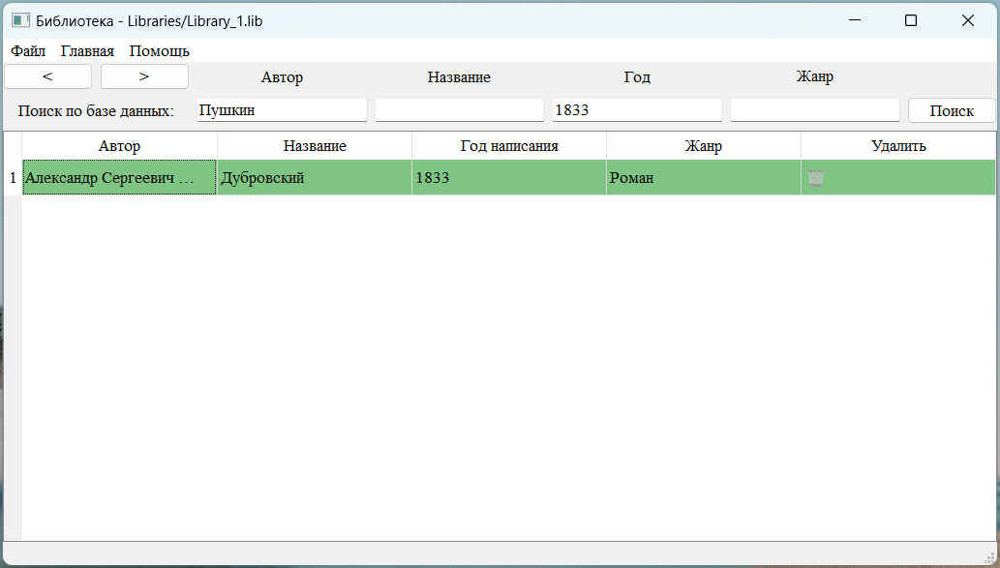 Библиотека - Libraries/Library_1.lib
Файл Главная Помощь
< > Автор Название Год Жанр
Поиск по базе данных: Пушкин 1833 Поиск
Автор Название Год написания Жанр Удалить
1 Александр Сергеевич ... Дубровский 1833 Роман